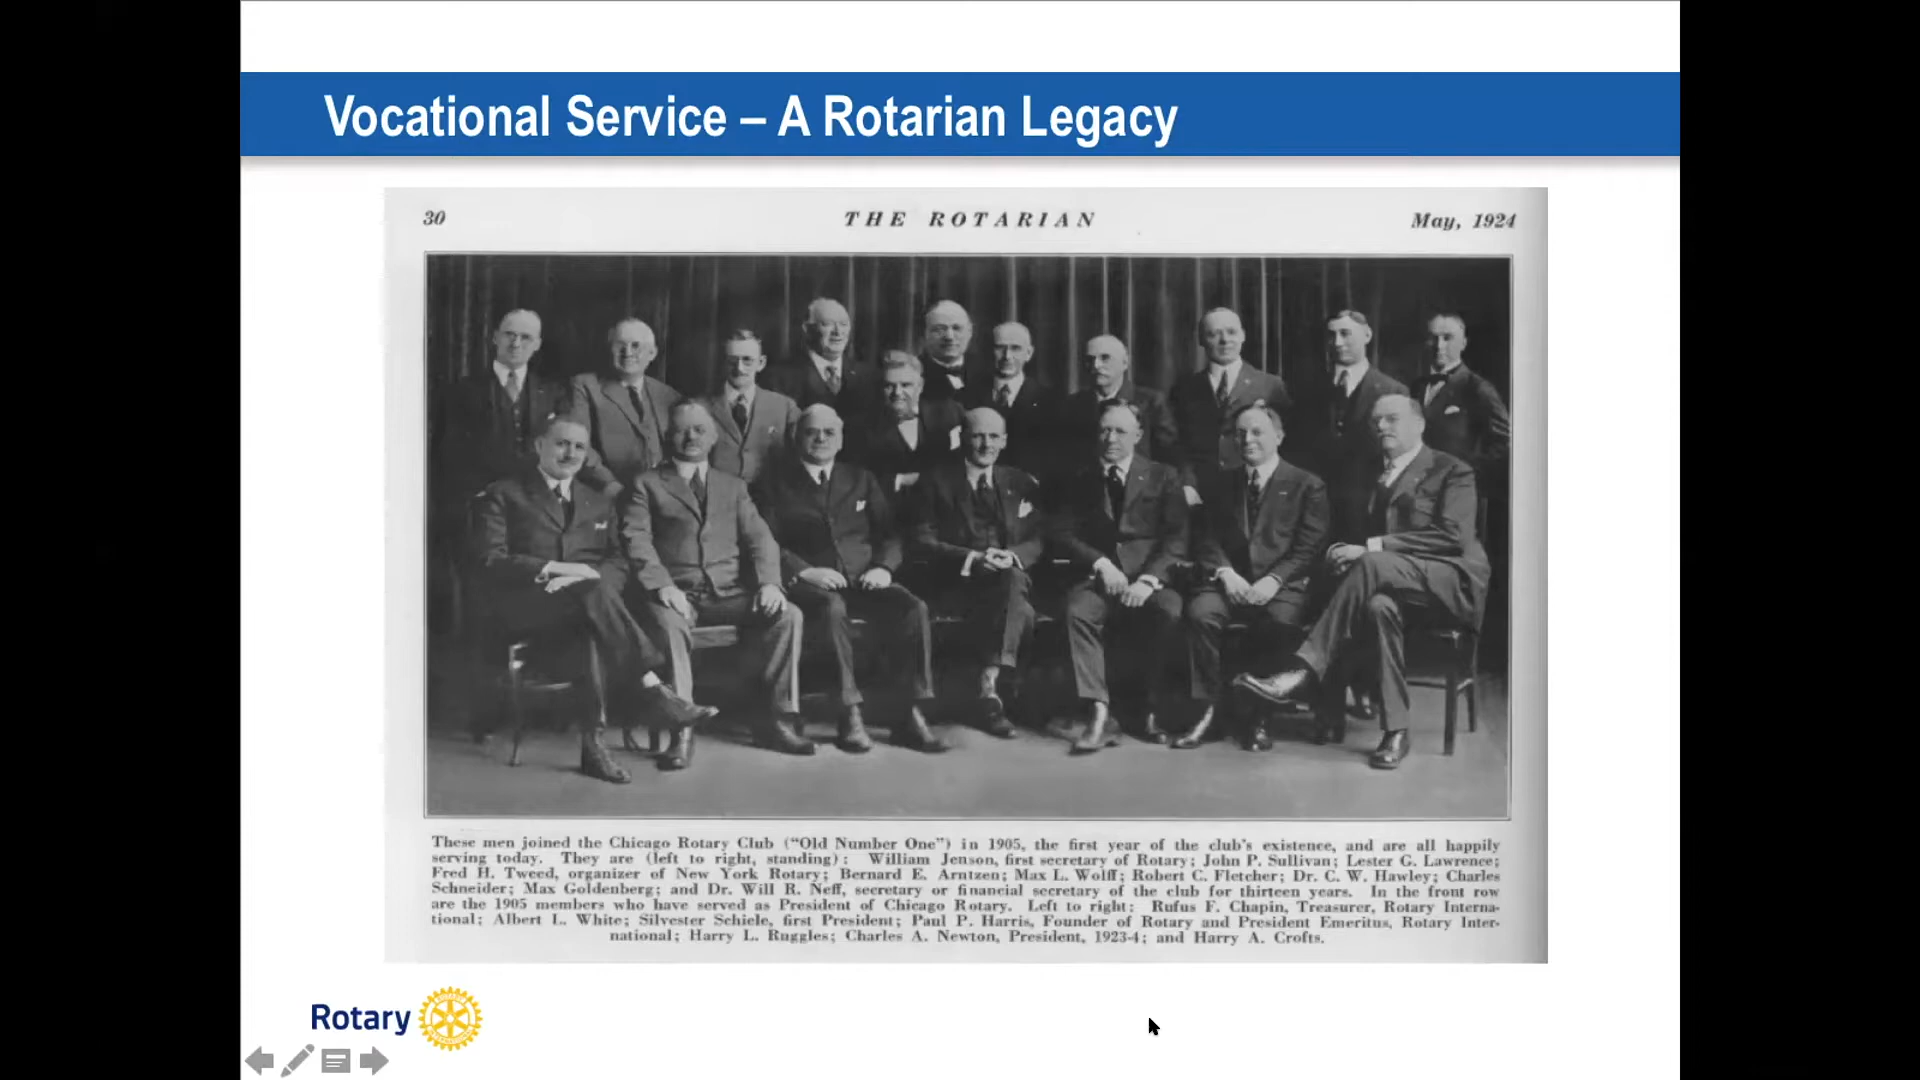 Vocational Service – A Rotarian Legacy
30 THE ROTARIAN May, 1924
These men joined the Chicago Rotary Club ("Old Number One") in 1905, the first year of the club's existence, and are all happily
serving today. They are (left to right, standing): William Jenson, first secretary of Rotary; John P. Sullivan; Lester G. Lawrence;
Fred H. Tweed, organizer of New York Rotary; Bernard E. Arntzen; Max L. Wolff; Robert C. Fletcher; Dr. C. W. Hawley; Charles
Schneider; Max Goldenberg; and Dr. Will R. Neff, secretary or financial secretary of the club for thirteen years. In the front row
are the 1905 members who have served as President of Chicago Rotary. Left to right: Rufus F. Chapin, Treasurer, Rotary Interna-
tional; Albert L. White; Silvester Schiele, first President; Paul P. Harris, Founder of Rotary and President Emeritus, Rotary Inter-
national; Harry L. Ruggles; Charles A. Newton, President, 1923-4; and Harry A. Crofts.
Rotary